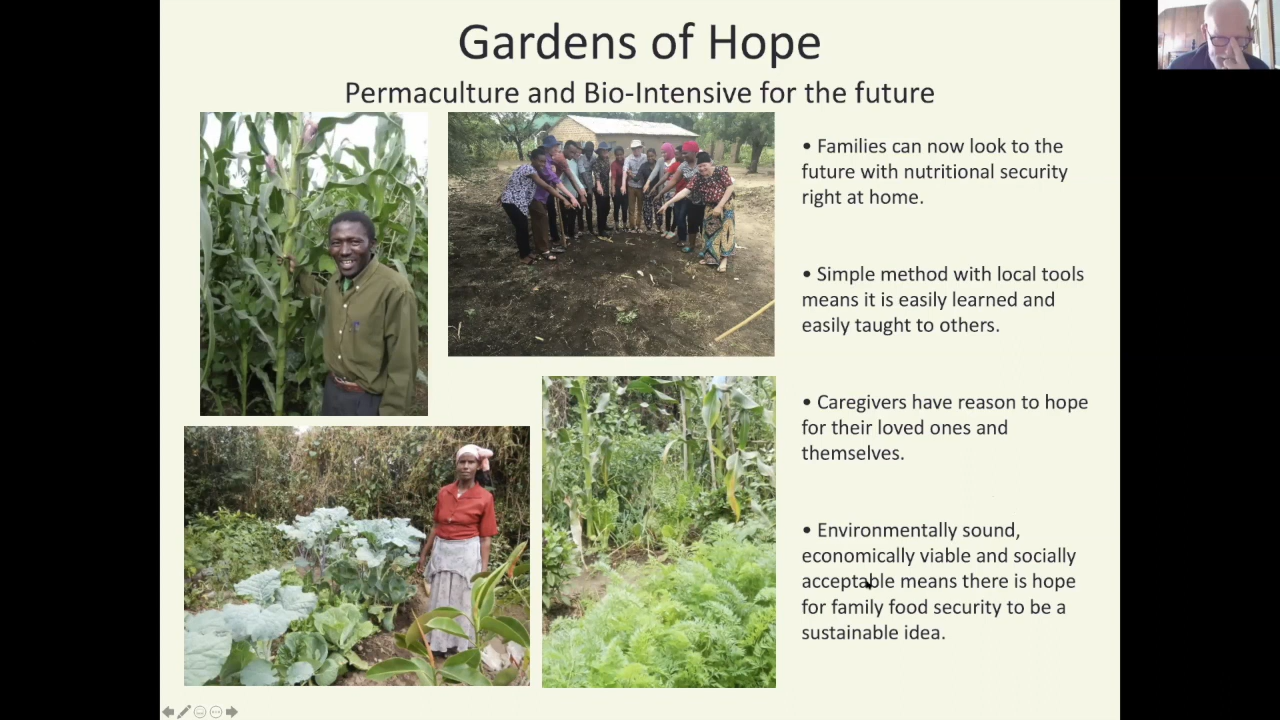 Gardens of Hope
Permaculture and Bio-Intensive for the future
• Families can now look to the
future with nutritional security
right at home.
• Simple method with local tools
means it is easily learned and
easily taught to others.
• Caregivers have reason to hope
for their loved ones and
themselves.
• Environmentally sound,
economically viable and socially
acceptable means there is hope
for family food security to be a
sustainable idea.